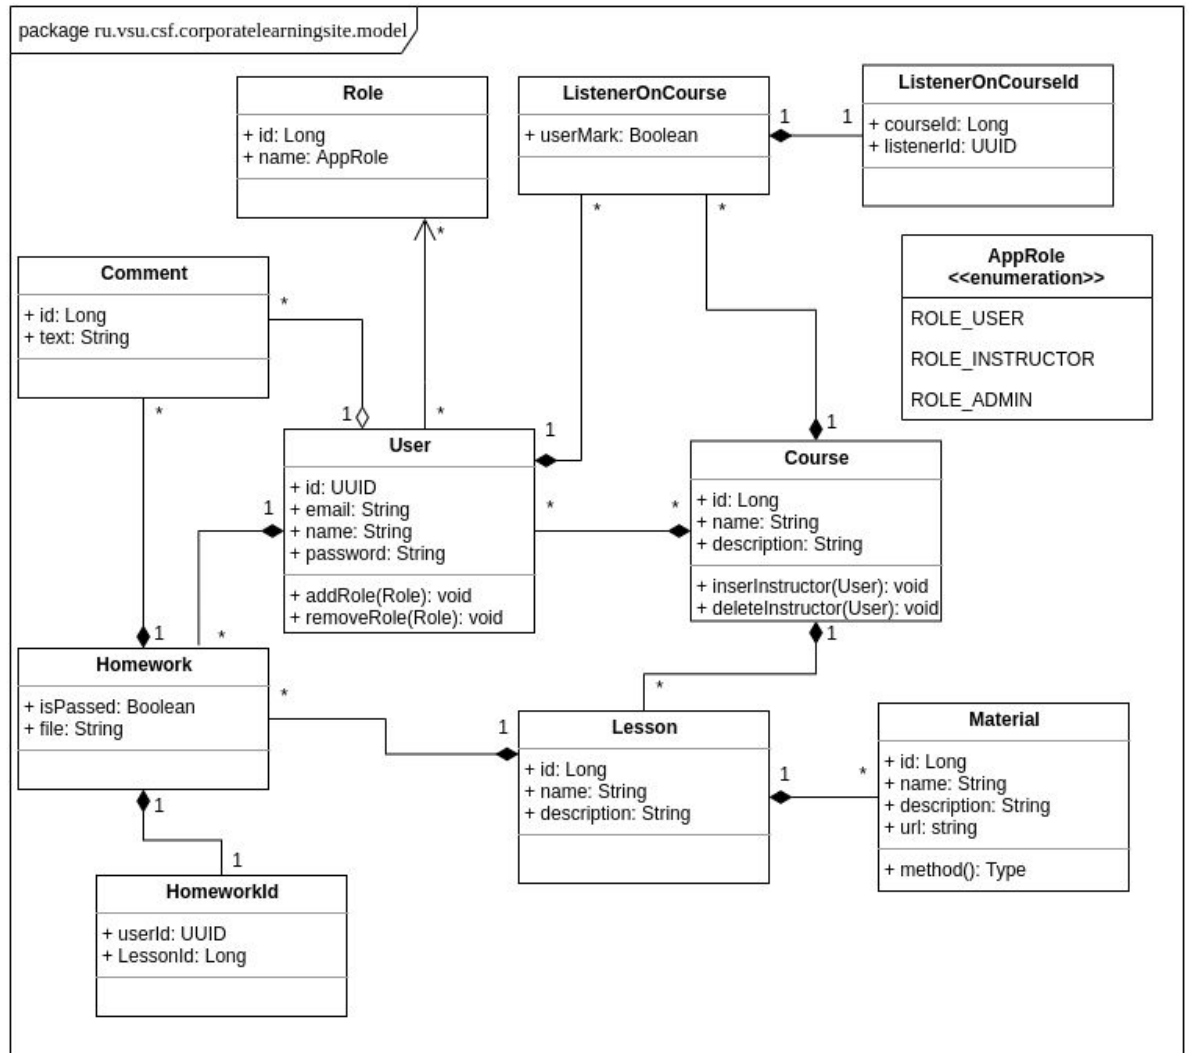 package ru.vsu.csf.corporatelearningsite.model
Role
+ id: Long
+ name: AppRole
ListenerOnCourse
+ userMark: Boolean
1
1
ListenerOnCourseId
+ courseId: Long
+ listenerId: UUID
*
*
*
AppRole
<<enumeration>>
ROLE_USER
ROLE_INSTRUCTOR
ROLE_ADMIN
Comment
+ id: Long
+ text: String
*
*
1
*
1
1
User
+ id: UUID
+ email: String
+ name: String
+ password: String
+ addRole(Role): void
+ removeRole(Role): void
1
*
*
Course
+ id: Long
+ name: String
+ description: String
+ inserInstructor(User): void
+ deleteInstructor(User): void
1
*
1
*
Homework
+ isPassed: Boolean
+ file: String
*
1
1
Lesson
+ id: Long
+ name: String
+ description: String
1
*
Material
+ id: Long
+ name: String
+ description: String
+ url: string
+ method(): Type
1
HomeworkId
+ userId: UUID
+ LessonId: Long